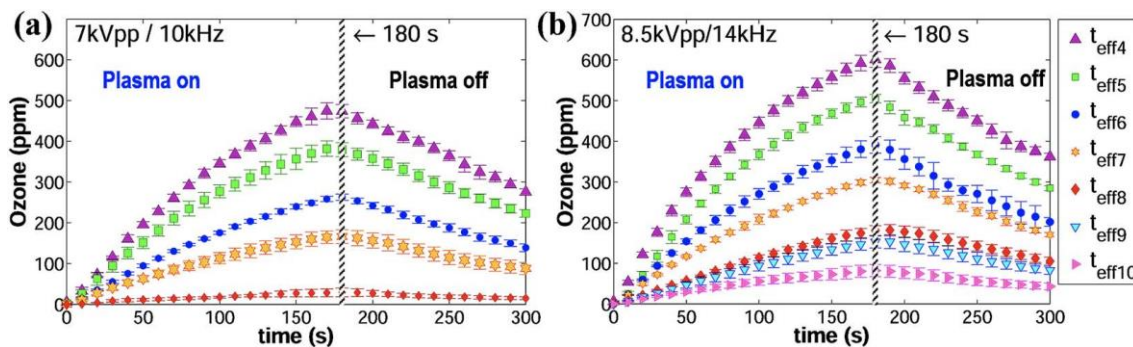 (a)
7kVpp / 10kHz
← 180 s
Plasma on
Plasma off
Ozone (ppm)
600
500
400
300
200
100
0
0 50 100 150 200 250 300
time (s)
(b)
8.5kVpp/14kHz
← 180 s
Plasma on
Plasma off
Ozone (ppm)
700
600
500
400
300
200
100
0
0 50 100 150 200 250 300
time (s)
teff4
teff5
teff6
teff7
teff8
teff9
teff10